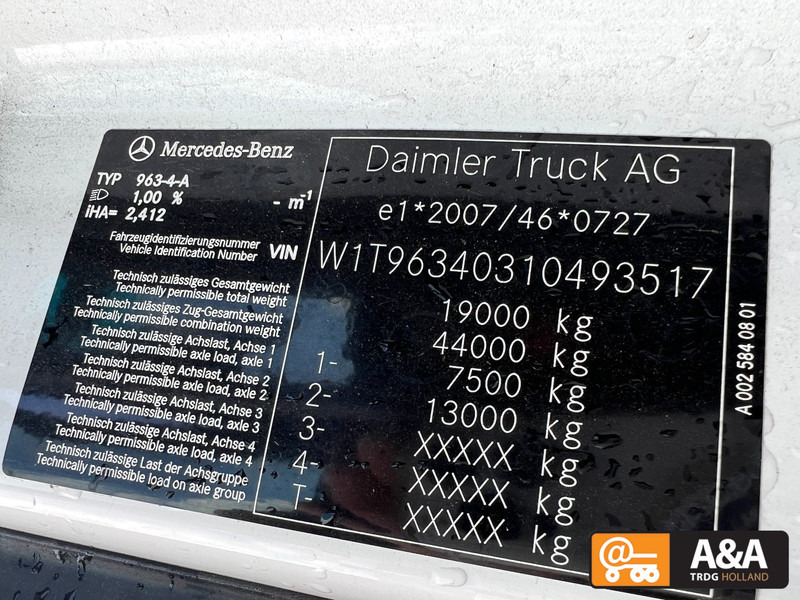 Mercedes-Benz
TYP 963-4-A
1,00 % - m⁻¹
iHA= 2,412
Daimler Truck AG
e1*2007/46*0727
Fahrzeugidentifizierungsnummer
Vehicle Identification Number VIN W1T96340310493517
Technisch zulässiges Gesamtgewicht
Technically permissible total weight 19000 kg
Technisch zulässiges Zug-Gesamtgewicht
Technically permissible combination weight 44000 kg
Technisch zulässige Achslast, Achse 1
Technically permissible axle load, axle 1 1- 7500 kg
Technisch zulässige Achslast, Achse 2
Technically permissible axle load, axle 2 2- 13000 kg
Technisch zulässige Achslast, Achse 3
Technically permissible axle load, axle 3 3- XXXXX kg
Technisch zulässige Achslast, Achse 4
Technically permissible axle load, axle 4 4- XXXXX kg
Technisch zulässige Last der Achsgruppe
Technically permissible load on axle group T- XXXXX kg
A 002 584 08 01
@ A&A
TRDG HOLLAND